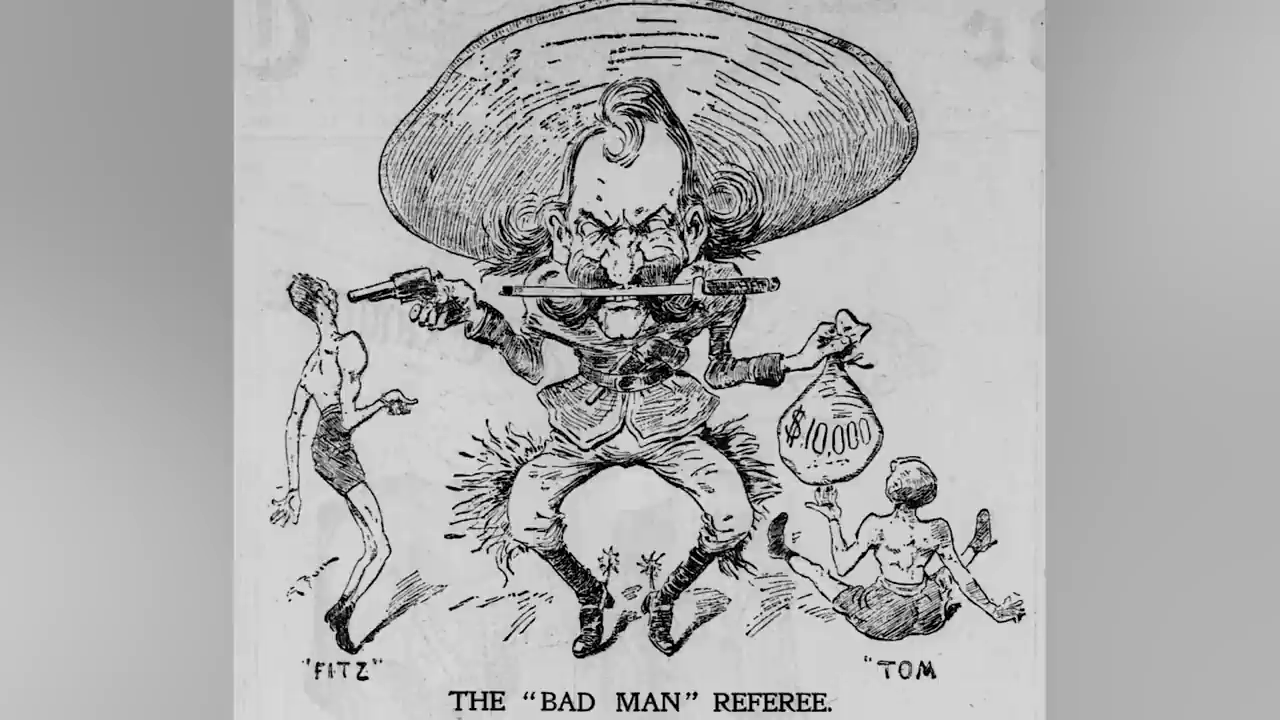 $10,000
"FITZ"
"TOM
THE "BAD MAN" REFEREE.